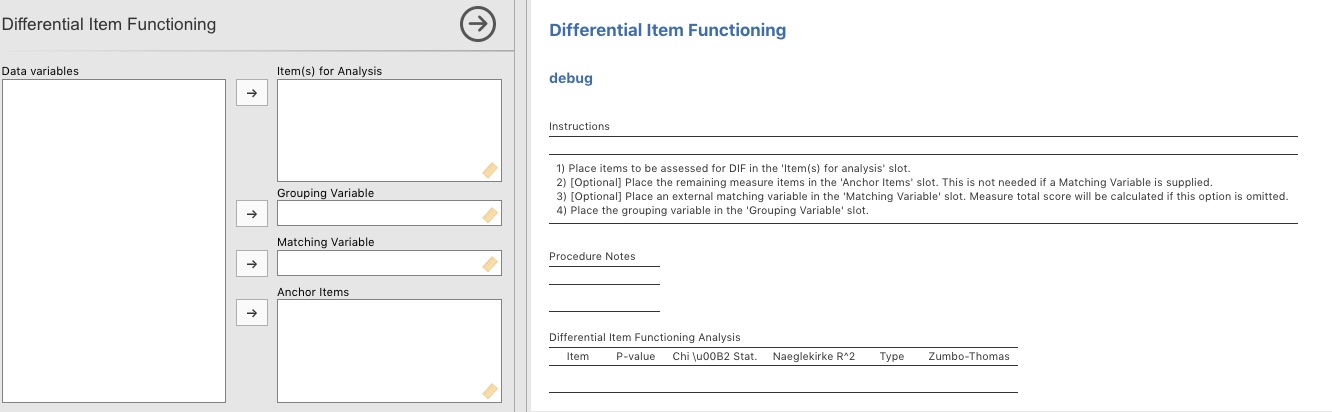 Differential Item Functioning
Data variables
Item(s) for Analysis
Grouping Variable
Matching Variable
Anchor Items
Differential Item Functioning
debug
Instructions
1) Place items to be assessed for DIF in the 'Item(s) for analysis' slot.
2) [Optional] Place the remaining measure items in the 'Anchor Items' slot. This is not needed if a Matching Variable is supplied.
3) [Optional] Place an external matching variable in the 'Matching Variable' slot. Measure total score will be calculated if this option is omitted.
4) Place the grouping variable in the 'Grouping Variable' slot.
Procedure Notes
Differential Item Functioning Analysis
Item P-value Chi \u00B2 Stat. Naeglekirke R^2 Type Zumbo-Thomas